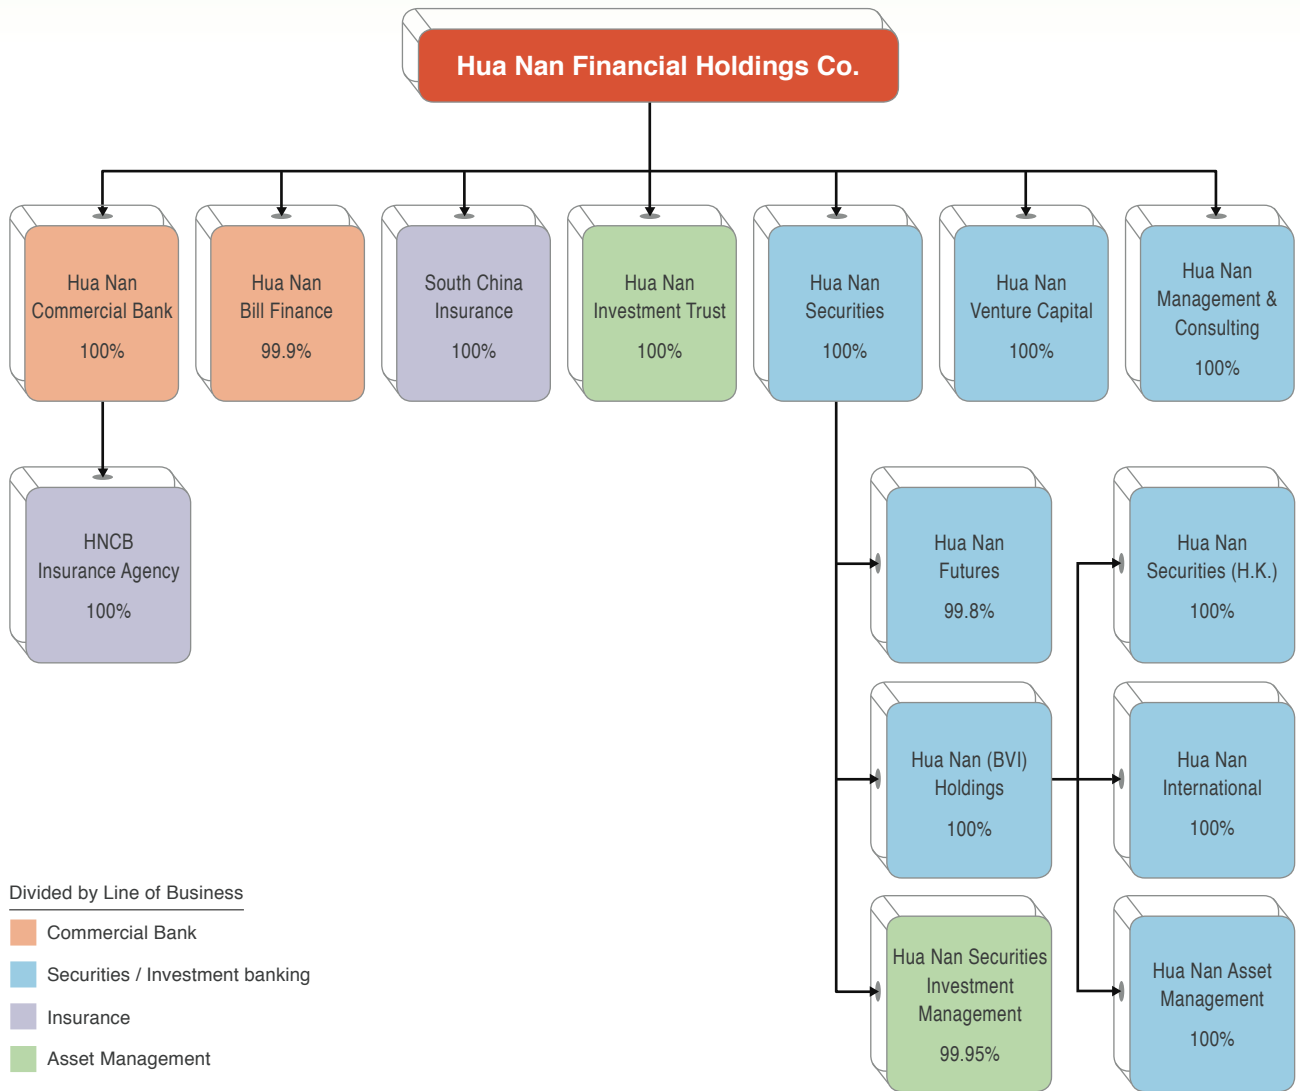 Hua Nan Financial Holdings Co.
Hua Nan
Commercial Bank
100%
Hua Nan
Bill Finance
99.9%
South China
Insurance
100%
Hua Nan
Investment Trust
100%
Hua Nan
Securities
100%
Hua Nan
Venture Capital
100%
Hua Nan
Management &
Consulting
100%
HNCB
Insurance Agency
100%
Hua Nan
Futures
99.8%
Hua Nan
Securities (H.K.)
100%
Hua Nan (BVI)
Holdings
100%
Hua Nan
International
100%
Hua Nan Securities
Investment
Management
99.95%
Hua Nan Asset
Management
100%
Divided by Line of Business
Commercial Bank
Securities / Investment banking
Insurance
Asset Management